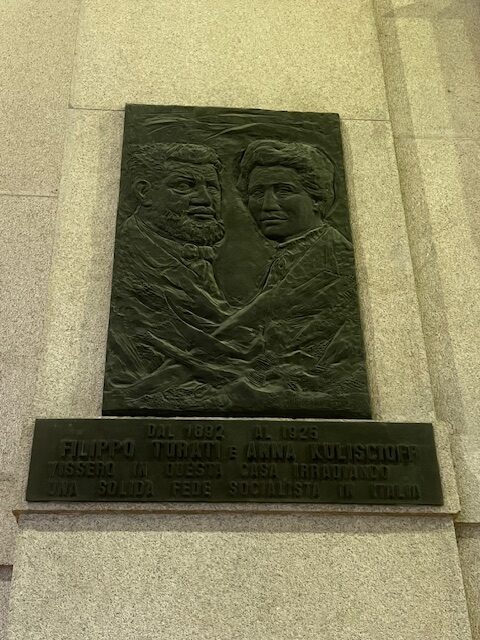 DAL 1892 AL 1925
FILIPPO TURATI E ANNA KULISCIOFF
VISSERO IN QUESTA CASA IRRADIANDO
UNA SOLIDA FEDE SOCIALISTA IN ITALIA